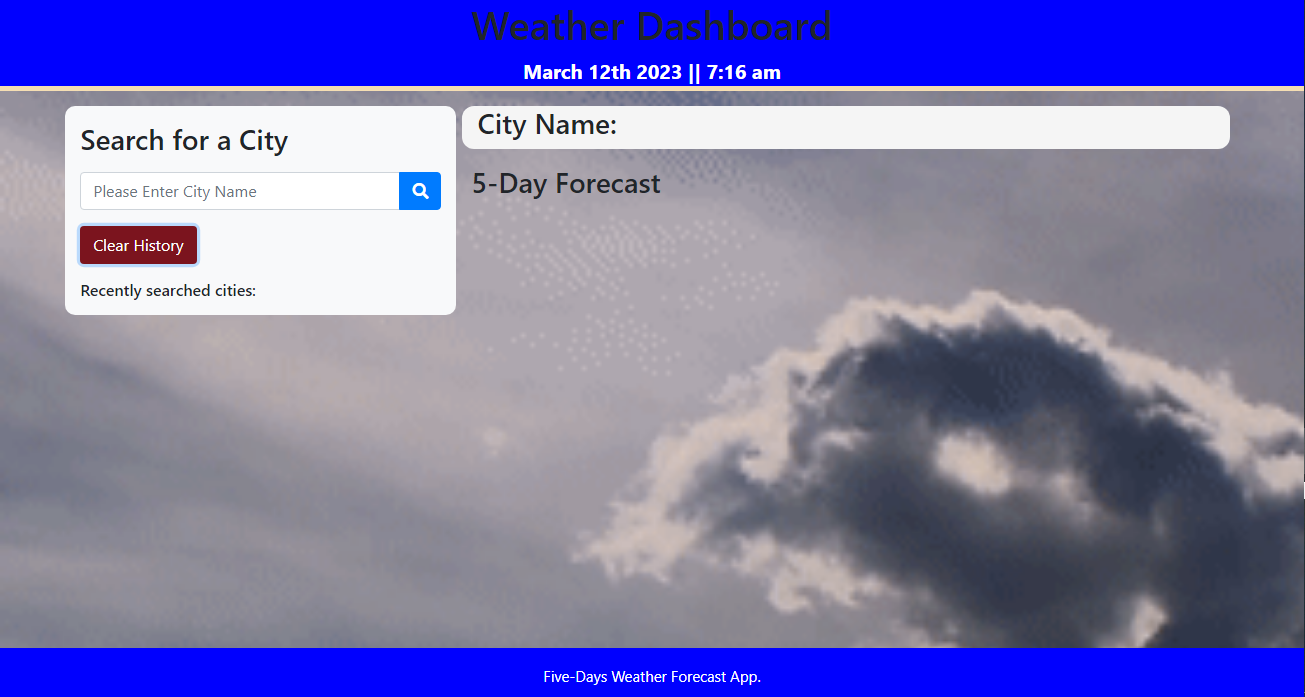 Weather Dashboard
March 12th 2023 || 7:16 am
Search for a City
Please Enter City Name
Clear History
Recently searched cities:
City Name:
5-Day Forecast
Five-Days Weather Forecast App.